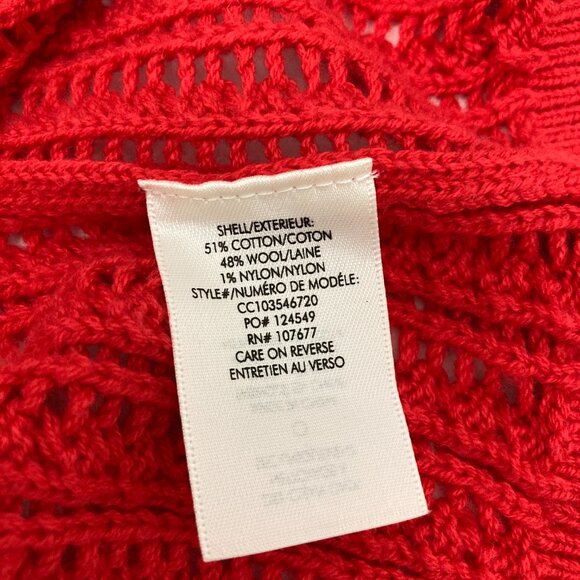 SHELL/EXTERIEUR:
51% COTTON/COTON
48% WOOL/LAINE
1% NYLON/NYLON
STYLE#/NUMÉRO DE MODÉLE:
CC103546720
PO# 124549
RN# 107677
CARE ON REVERSE
ENTRETIEN AU VERSO